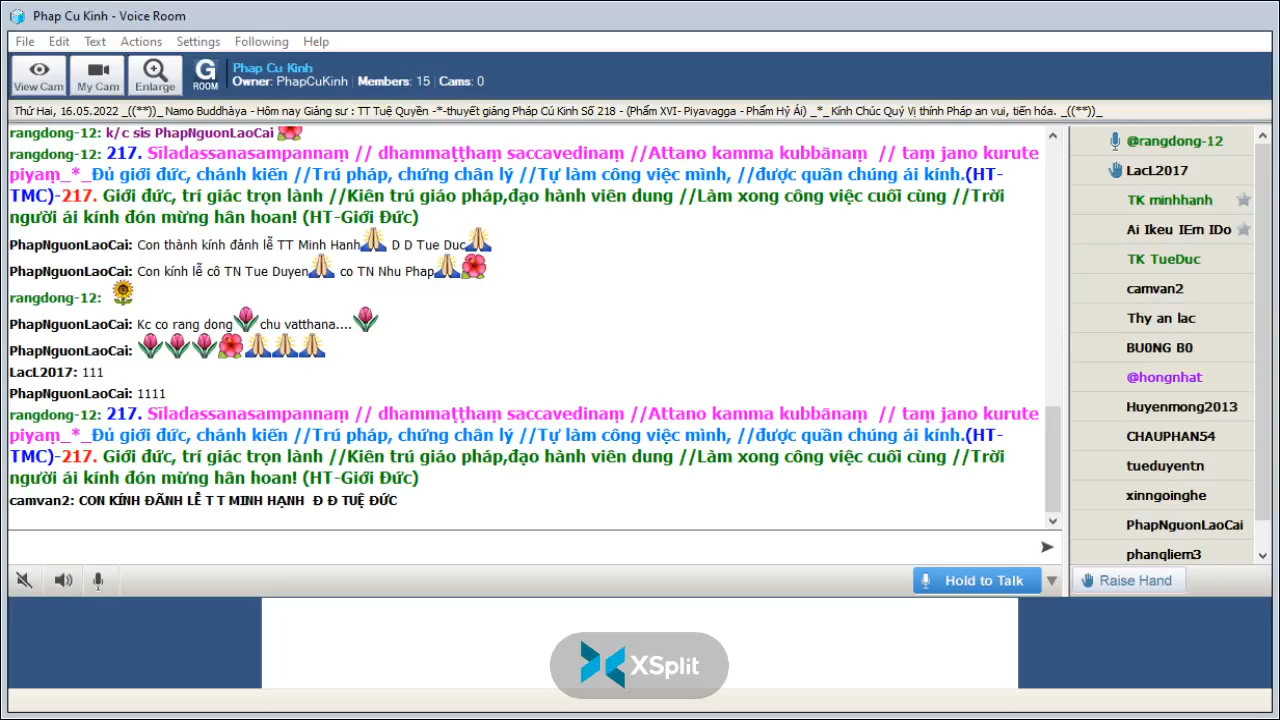 Phap Cu Kinh - Voice Room
File Edit Text Actions Settings Following Help
View Cam My Cam Enlarge G ROOM
Phap Cu Kinh
Owner: PhapCuKinh Members: 15 Cams: 0
Thứ Hai, 16.05.2022 _((**))_ Namo Buddhàya - Hôm nay Giảng sư : TT Tuệ Quyền -*-thuyết giảng Pháp Cú Kinh Số 218 - (Phẩm XVI- Piyavagga - Phẩm Hỷ Ái) _*_ Kính Chúc Quý Vị thính Pháp an vui, tiến hóa. _((**))_
rangdong-12: k/c sis PhapNguonLaoCai
rangdong-12: 217. Sīladassanasampannaṃ // dhammaṭṭhaṃ saccavedinaṃ //Attano kamma kubbānaṃ // taṃ jano kurute
piyaṃ_*_Đủ giới đức, chánh kiến //Trú pháp, chứng chân lý //Tự làm công việc mình, //được quần chúng ái kính.(HT-
TMC)-217. Giới đức, trí giác trọn lành //Kiên trú giáo pháp,đạo hành viên dung //Làm xong công việc cuối cùng //Trời
người ái kính đón mừng hân hoan! (HT-Giới Đức)
PhapNguonLaoCai: Con thành kính đảnh lễ TT Minh Hanh D D Tue Duc
PhapNguonLaoCai: Con kính lễ cô TN Tue Duyen co TN Nhu Phap
rangdong-12:
PhapNguonLaoCai: Kc co rang dong chu vatthana....
PhapNguonLaoCai:
LacL2017: 111
PhapNguonLaoCai: 1111
rangdong-12: 217. Sīladassanasampannaṃ // dhammaṭṭhaṃ saccavedinaṃ //Attano kamma kubbānaṃ // taṃ jano kurute
piyaṃ_*_Đủ giới đức, chánh kiến //Trú pháp, chứng chân lý //Tự làm công việc mình, //được quần chúng ái kính.(HT-
TMC)-217. Giới đức, trí giác trọn lành //Kiên trú giáo pháp,đạo hành viên dung //Làm xong công việc cuối cùng //Trời
người ái kính đón mừng hân hoan! (HT-Giới Đức)
camvan2: CON KÍNH ĐÃNH LỄ T T MINH HẠNH Đ Đ TUỆ ĐỨC
@rangdong-12
LacL2017
TK minhhanh
Ai Ikeu IEm IDo
TK TueDuc
camvan2
Thy an lac
BU0NG B0
@hongnhat
Huyenmong2013
CHAUPHAN54
tueduyentn
xinngoinghe
PhapNguonLaoCai
phangliem3
Hold to Talk
Raise Hand
XSplit